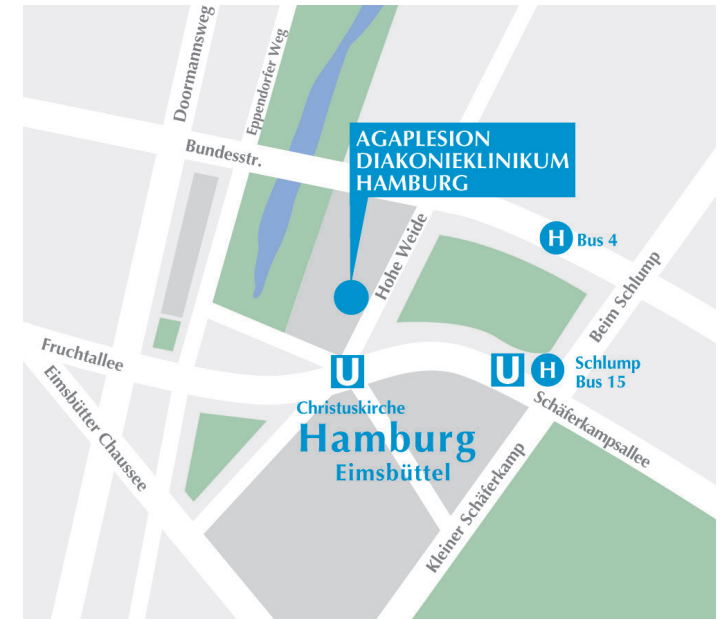 Doormannsweg
Eppendorfer Weg
Bundesstr.
AGAPLESION
DIAKONIEKLINIKUM
HAMBURG
Hohe Weide
H Bus 4
Beim Schlump
Fruchtallee
Eimsbütter Chaussee
U
Christuskirche
U H Schlump
Bus 15
Schäferkampsallee
Hamburg
Eimsbüttel
Kleiner Schäferkamp